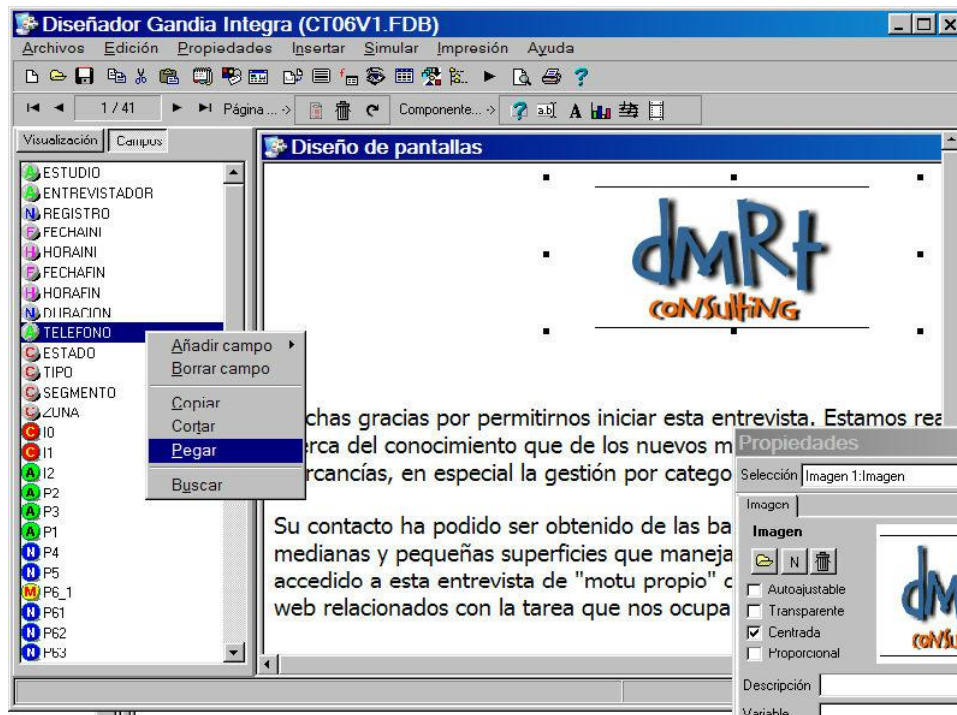 Diseñador Gandia Integra (CT06V1.FDB)
Archivos Edición Propiedades Insertar Simular Impresión Ayuda
1 / 41 Página ...-> Componente... ->
Visualización Campus
Diseño de pantallas
ESTUDIO
ENTREVISTADOR
REGISTRO
FECHAINI
HORAINI
FECHAFIN
HORAFIN
DURACION
TELEFONO
ESTADO
TIPO
SEGMENTO
ZUNA
I0
I1
I2
P2
P3
P1
P4
P5
P6_1
P61
P62
P63
Añadir campo
Borrar campo
Copiar
Cortar
Pegar
Buscar
dmRt
consulting
chas gracias por permitirnos iniciar esta entrevista. Estamos rea
erca del conocimiento que de los nuevos m
rcancías, en especial la gestión por catego
Su contacto ha podido ser obtenido de las ba
medianas y pequeñas superficies que maneja
accedido a esta entrevista de "motu propio"
web relacionados con la tarea que nos ocupa
Propiedades
Selección Imagen 1:Imagen
Imagen
Imagen
N
Autoajustable
Transparente
Centrada
Proporcional
Descripción
Variable